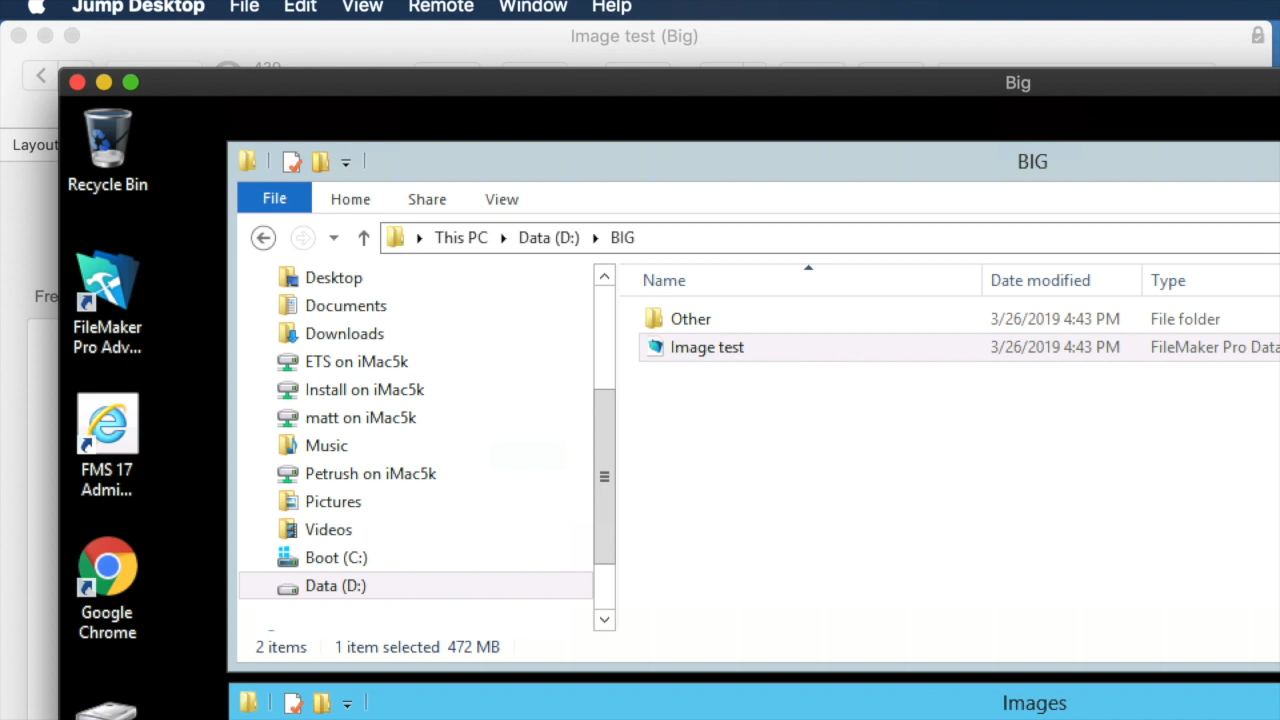 Jump Desktop File Edit View Remote Window Help
Image test (Big)
Big
Layout
Recycle Bin
BIG
File Home Share View
This PC Data (D:) BIG
Name Date modified Type
Desktop
Documents
Downloads
ETS on iMac5k
Install on iMac5k
matt on iMac5k
Music
Petrush on iMac5k
Pictures
Videos
Boot (C:)
Data (D:)
Other 3/26/2019 4:43 PM File folder
Image test 3/26/2019 4:43 PM FileMaker Pro Data
Fre
FileMaker
Pro Adv...
FMS 17
Admi...
Google
Chrome
2 items 1 item selected 472 MB
Images